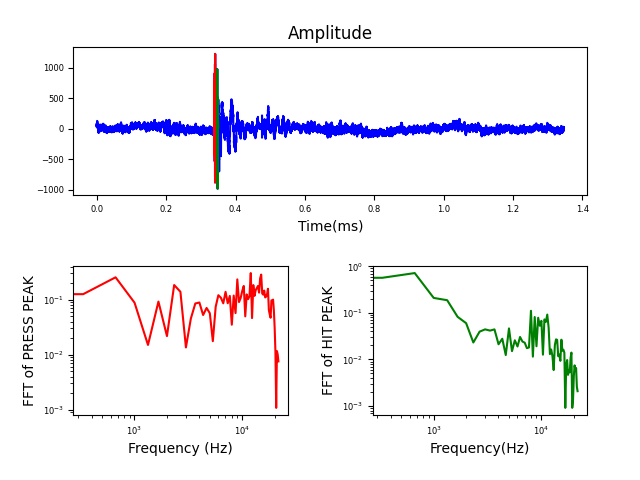 Amplitude
1000
500
0
−500
−1000
0.0 0.2 0.4 0.6 0.8 1.0 1.2 1.4
Time(ms)
FFT of PRESS PEAK
10⁻¹
10⁻²
10⁻³
10³ 10⁴
Frequency (Hz)
FFT of HIT PEAK
10⁰
10⁻¹
10⁻²
10⁻³
10³ 10⁴
Frequency(Hz)